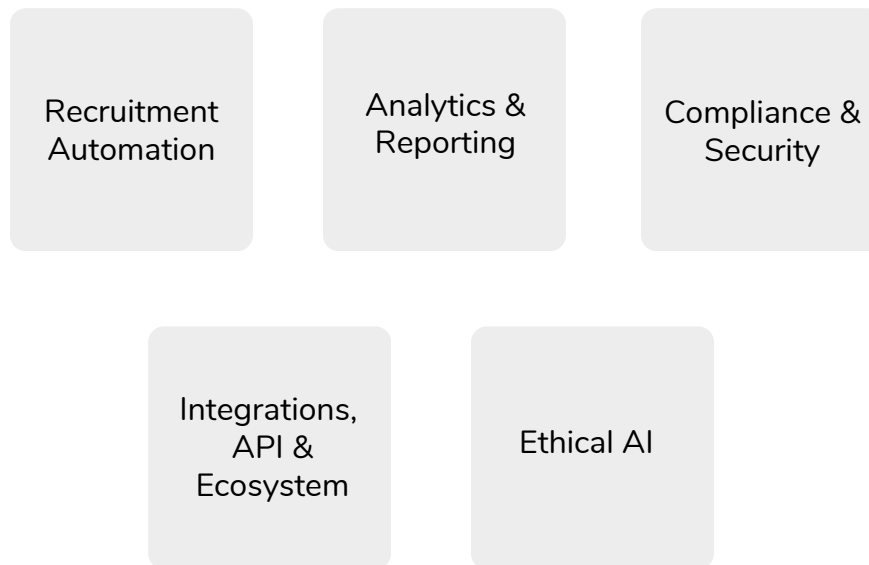 Recruitment
Automation
Analytics &
Reporting
Compliance &
Security
Integrations,
API &
Ecosystem
Ethical AI